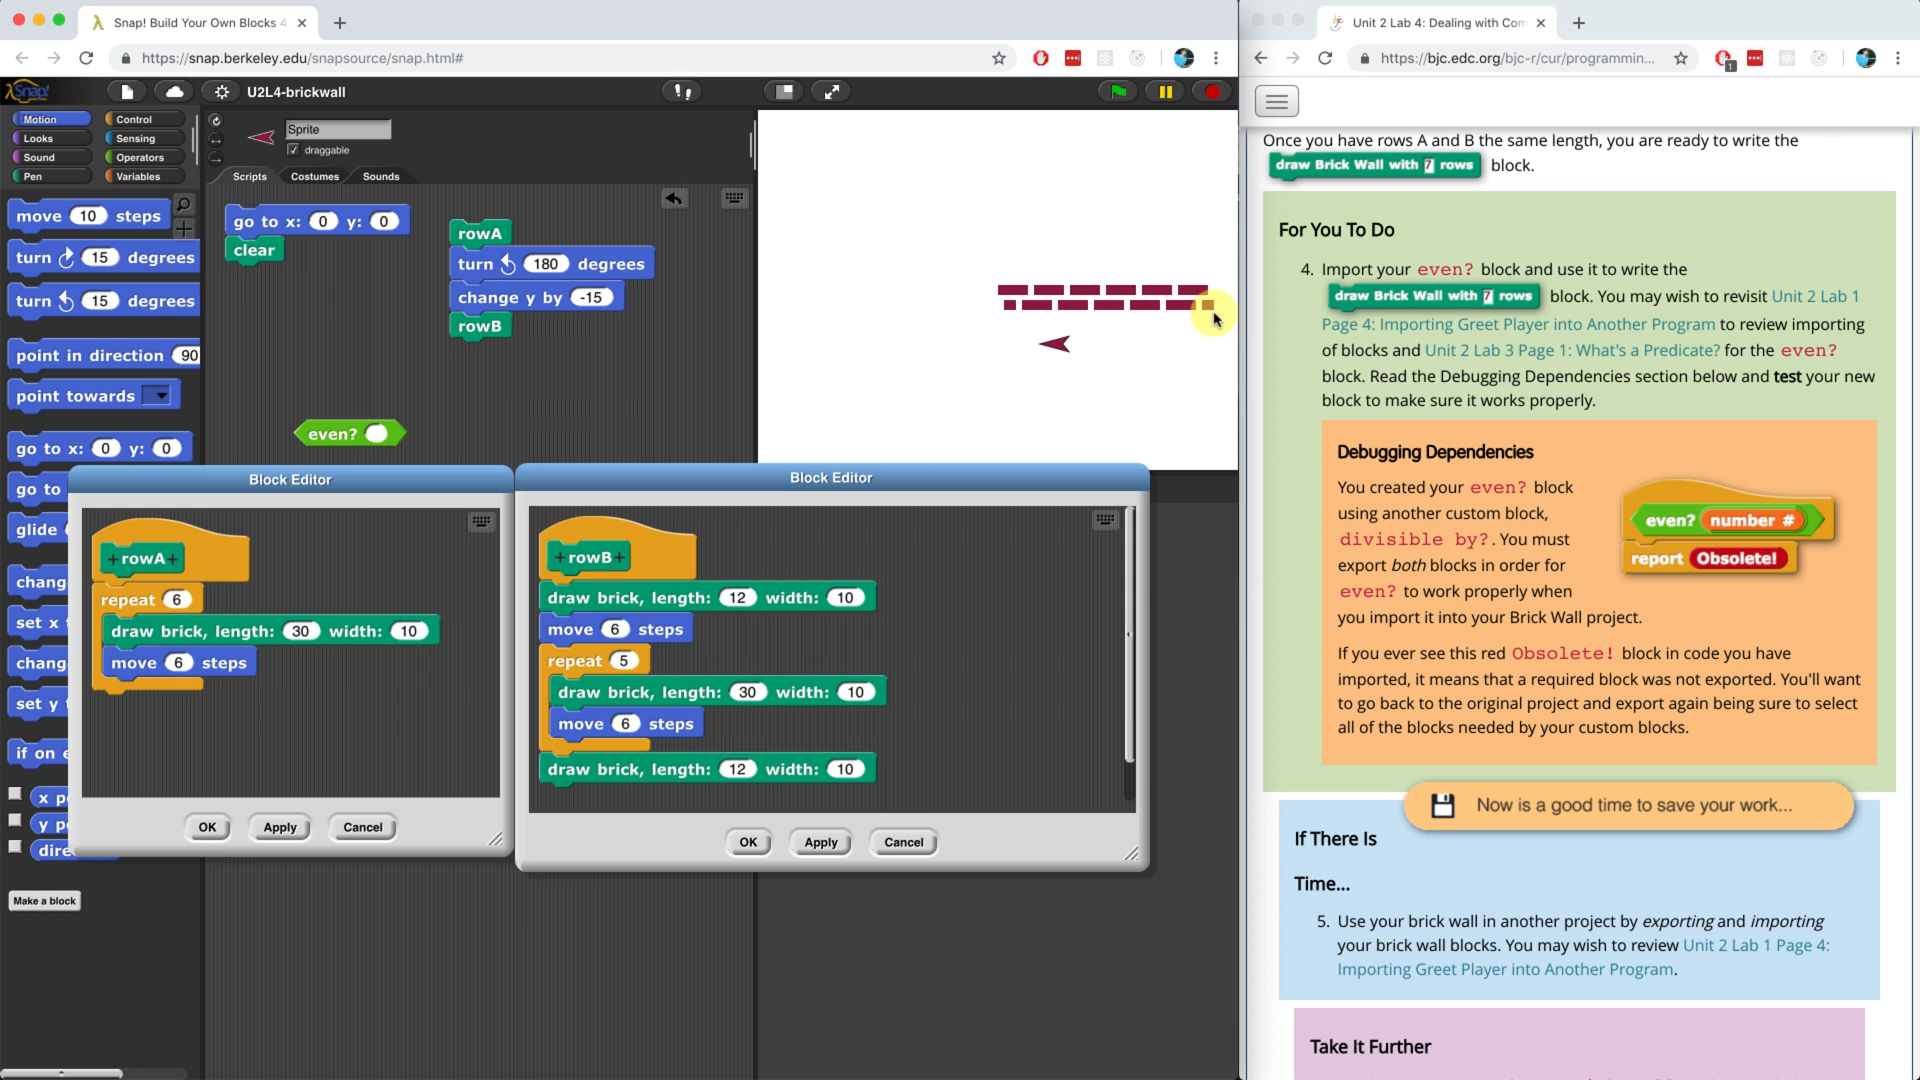 Snap! Build Your Own Blocks 4
https://snap.berkeley.edu/snapsource/snap.html#
Snap!
U2L4-brickwall
Motion
Control
Looks
Sensing
Sound
Operators
Pen
Variables
Sprite
draggable
Scripts
Costumes
Sounds
move 10 steps
turn 15 degrees
turn 15 degrees
point in direction 90
point towards
go to x: 0 y: 0
go to
glide
chang
set x
chang
set y
if on e
x p
y p
dire
Make a block
go to x: 0 y: 0
clear
rowA
turn 180 degrees
change y by -15
rowB
even?
Block Editor
+rowA+
repeat 6
draw brick, length: 30 width: 10
move 6 steps
OK
Apply
Cancel
Block Editor
+rowB+
draw brick, length: 12 width: 10
move 6 steps
repeat 5
draw brick, length: 30 width: 10
move 6 steps
draw brick, length: 12 width: 10
OK
Apply
Cancel
Unit 2 Lab 4: Dealing with Com
https://bjc.edc.org/bjc-r/cur/programmin...
1
Once you have rows A and B the same length, you are ready to write the
draw Brick Wall with 7 rows block.
For You To Do
4. Import your even? block and use it to write the
draw Brick Wall with 7 rows block. You may wish to revisit Unit 2 Lab 1
Page 4: Importing Greet Player into Another Program to review importing
of blocks and Unit 2 Lab 3 Page 1: What's a Predicate? for the even?
block. Read the Debugging Dependencies section below and test your new
block to make sure it works properly.
Debugging Dependencies
You created your even? block
using another custom block,
divisible by?. You must
export both blocks in order for
even? to work properly when
you import it into your Brick Wall project.
even? number #
report Obsolete!
If you ever see this red Obsolete! block in code you have
imported, it means that a required block was not exported. You'll want
to go back to the original project and export again being sure to select
all of the blocks needed by your custom blocks.
Now is a good time to save your work...
If There Is
Time...
5. Use your brick wall in another project by exporting and importing
your brick wall blocks. You may wish to review Unit 2 Lab 1 Page 4:
Importing Greet Player into Another Program.
Take It Further